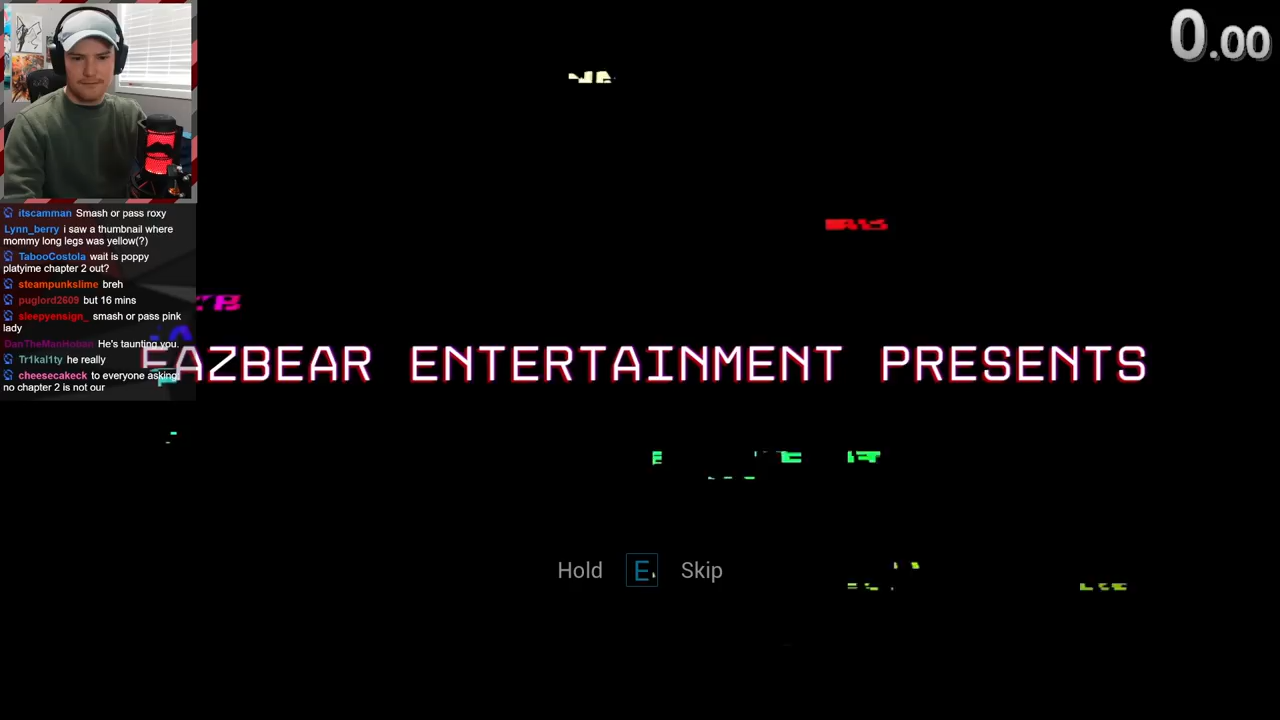 0.00
itscamman Smash or pass roxy
Lynn_berry i saw a thumbnail where
mommy long legs was yellow(?)
TabooCostola wait is poppy
platyime chapter 2 out?
steampunkslime breh
puglord2609 but 16 mins
sleepyensign_ smash or pass pink
lady
DanTheManHoban He's taunting you.
Tr1kal1ty he really
cheesecakeck to everyone asking,
no chapter 2 is not our
FAZBEAR ENTERTAINMENT PRESENTS
Hold E Skip